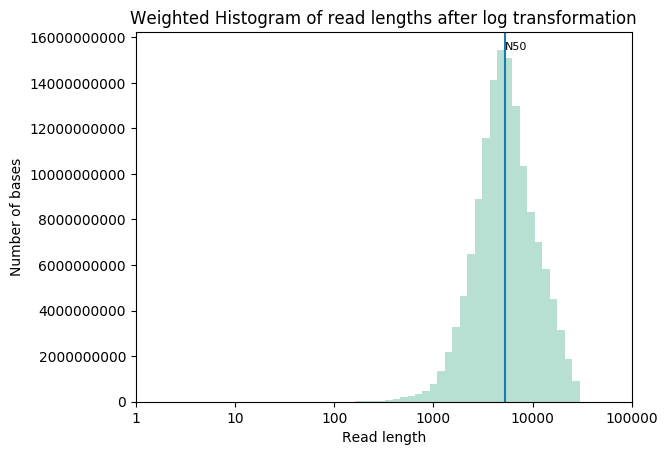 Weighted Histogram of read lengths after log transformation
N50
16000000000
14000000000
12000000000
10000000000
8000000000
6000000000
4000000000
2000000000
0
Number of bases
1 10 100 1000 10000 100000
Read length